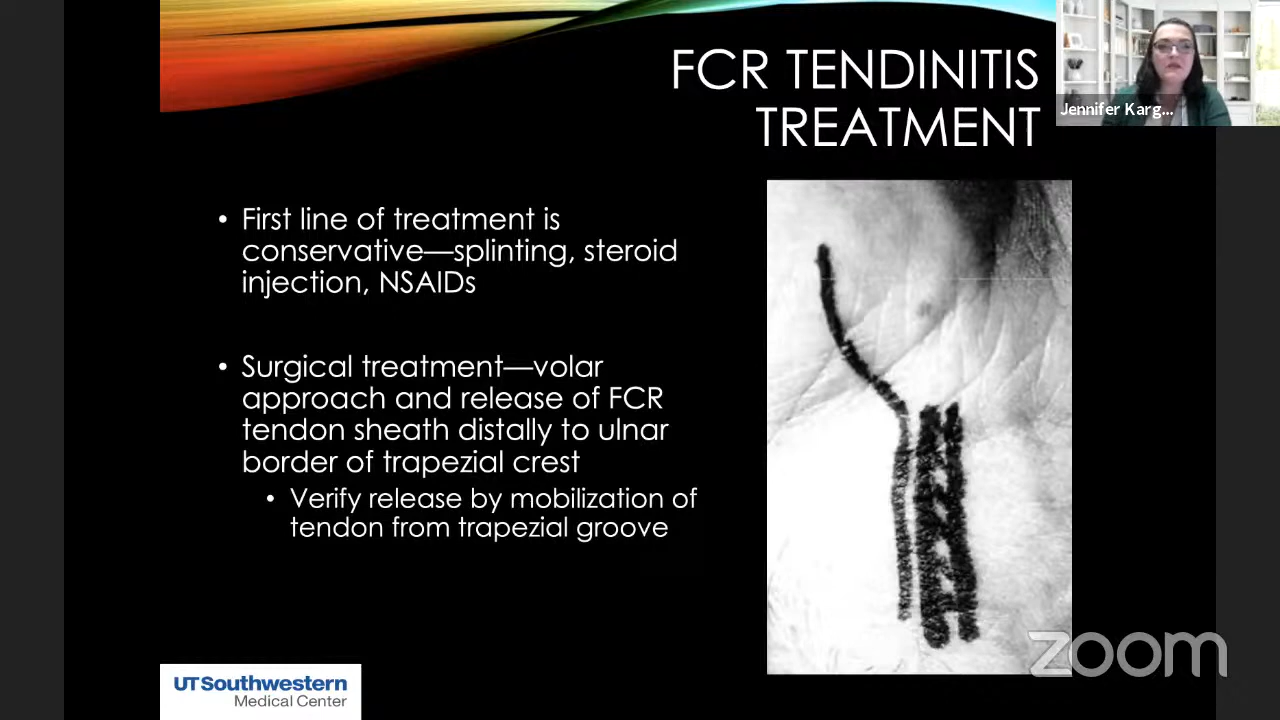 FCR TENDINITIS
TREATMENT
Jennifer Karg...
• First line of treatment is
conservative—splinting, steroid
injection, NSAIDs
• Surgical treatment—volar
approach and release of FCR
tendon sheath distally to ulnar
border of trapezial crest
• Verify release by mobilization of
tendon from trapezial groove
UT Southwestern
Medical Center
zoom